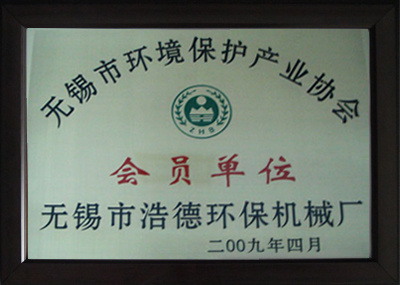 无锡市环境保护产业协会
ZHB
会员单位
无锡市浩德环保机械厂
二00九年四月